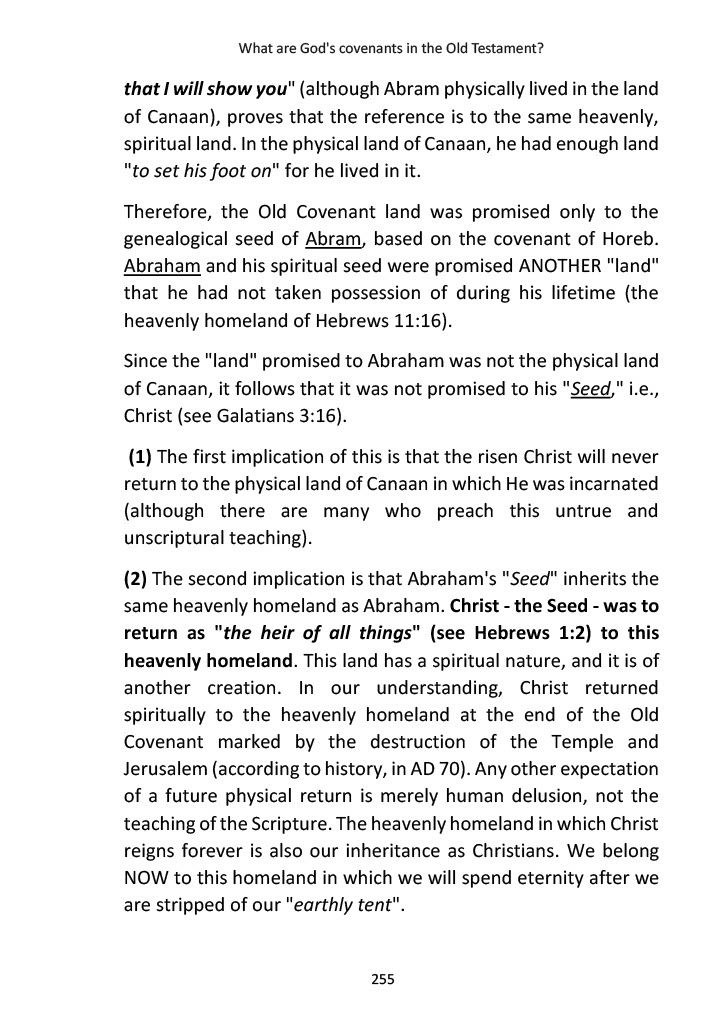 What are God's covenants in the Old Testament?
that I will show you" (although Abram physically lived in the land
of Canaan), proves that the reference is to the same heavenly,
spiritual land. In the physical land of Canaan, he had enough land
"to set his foot on" for he lived in it.
Therefore, the Old Covenant land was promised only to the
genealogical seed of Abram, based on the covenant of Horeb.
Abraham and his spiritual seed were promised ANOTHER "land"
that he had not taken possession of during his lifetime (the
heavenly homeland of Hebrews 11:16).
Since the "land" promised to Abraham was not the physical land
of Canaan, it follows that it was not promised to his "Seed," i.e.,
Christ (see Galatians 3:16).
(1) The first implication of this is that the risen Christ will never
return to the physical land of Canaan in which He was incarnated
(although there are many who preach this untrue and
unscriptural teaching).
(2) The second implication is that Abraham's "Seed" inherits the
same heavenly homeland as Abraham. Christ - the Seed - was to
return as "the heir of all things" (see Hebrews 1:2) to this
heavenly homeland. This land has a spiritual nature, and it is of
another creation. In our understanding, Christ returned
spiritually to the heavenly homeland at the end of the Old
Covenant marked by the destruction of the Temple and
Jerusalem (according to history, in AD 70). Any other expectation
of a future physical return is merely human delusion, not the
teaching of the Scripture. The heavenly homeland in which Christ
reigns forever is also our inheritance as Christians. We belong
NOW to this homeland in which we will spend eternity after we
are stripped of our "earthly tent".
255